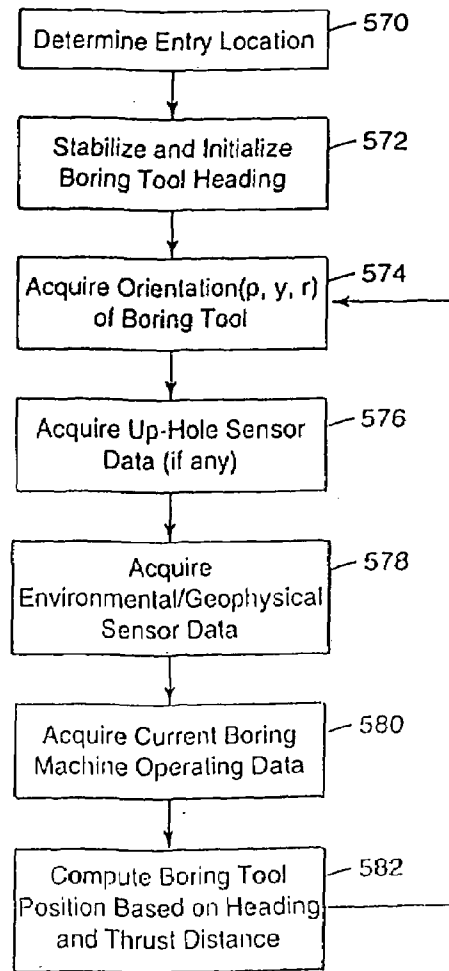 Determine Entry Location
570
Stabilize and Initialize
Boring Tool Heading
572
Acquire Orientation(p, y, r)
of Boring Tool
574
Acquire Up-Hole Sensor
Data (if any)
576
Acquire
Environmental/Geophysical
Sensor Data
578
Acquire Current Boring
Machine Operating Data
580
Compute Boring Tool
Position Based on Heading
and Thrust Distance
582